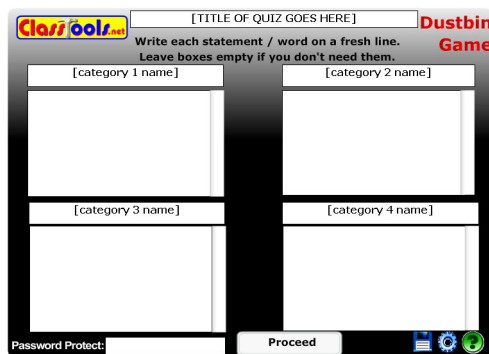 ClassTools.net
[TITLE OF QUIZ GOES HERE]
Dustbin
Game
Write each statement / word on a fresh line.
Leave boxes empty if you don't need them.
[category 1 name]
[category 2 name]
[category 3 name]
[category 4 name]
Password Protect:
Proceed
?